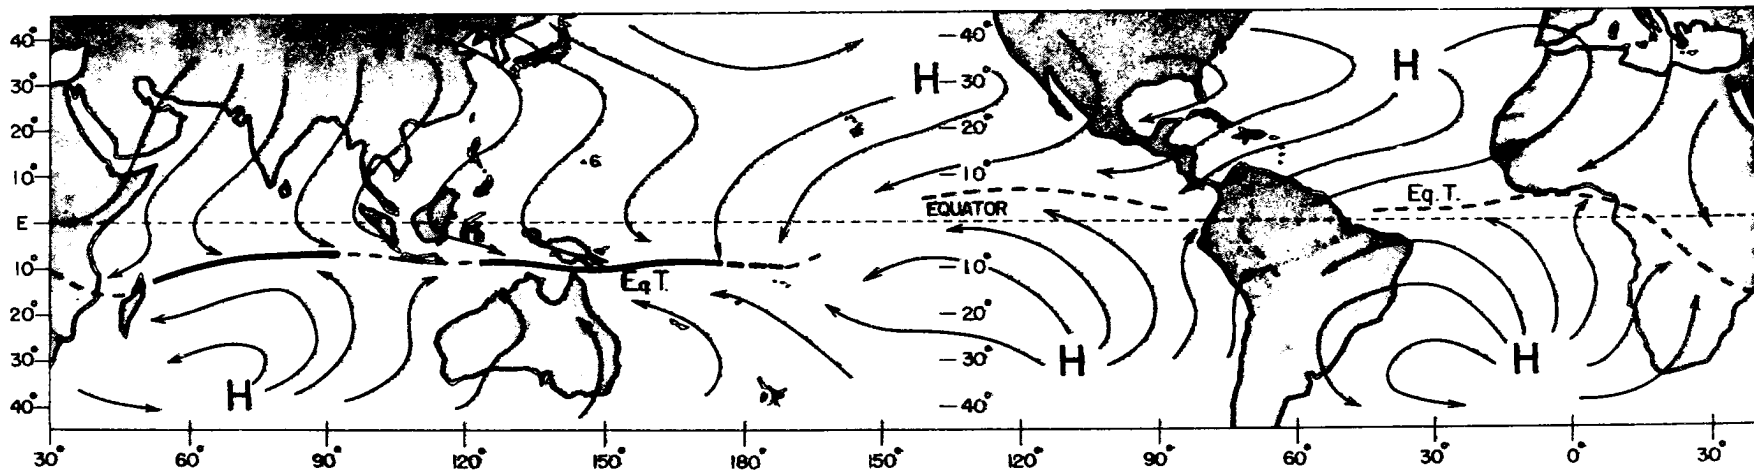 40° —40° H
30° H—30°
20° —20°
.6
10° —10° Eq.T.
E EQUATOR
10° Eq.T. —10°
20° —20°
30° —30° H H
40° H —40°
30° 60° 90° 120° 150° 180° 150° 120° 90° 60° 30° 0° 30°